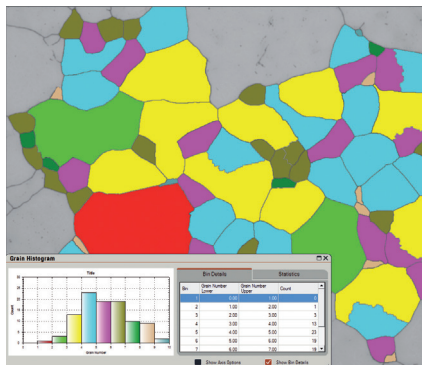 Grain Histogram
Title
Bin Details
Statistics
Count
Grain Number
Bin Grain Number Lower Grain Number Upper Count
1 0.00 1.00 0
2 1.00 2.00 1
3 2.00 3.00 3
4 3.00 4.00 13
5 4.00 5.00 23
6 5.00 6.00 19
7 6.00 7.00 19
Show Axis Options
Show Bin Details